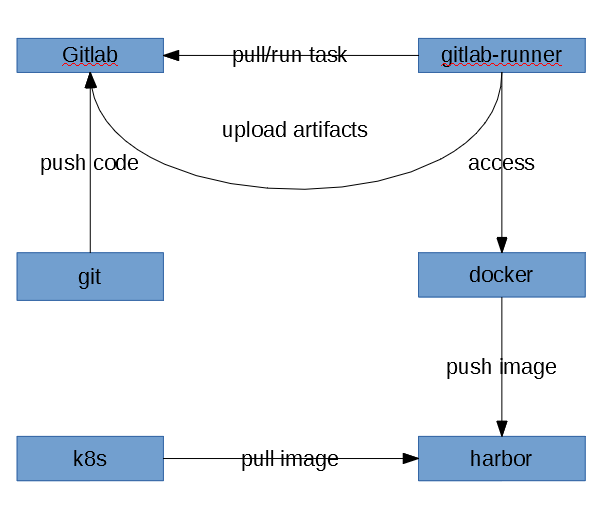 Gitlab
pull/run task
gitlab-runner
upload artifacts
push code
access
git
docker
push image
k8s
pull image
harbor